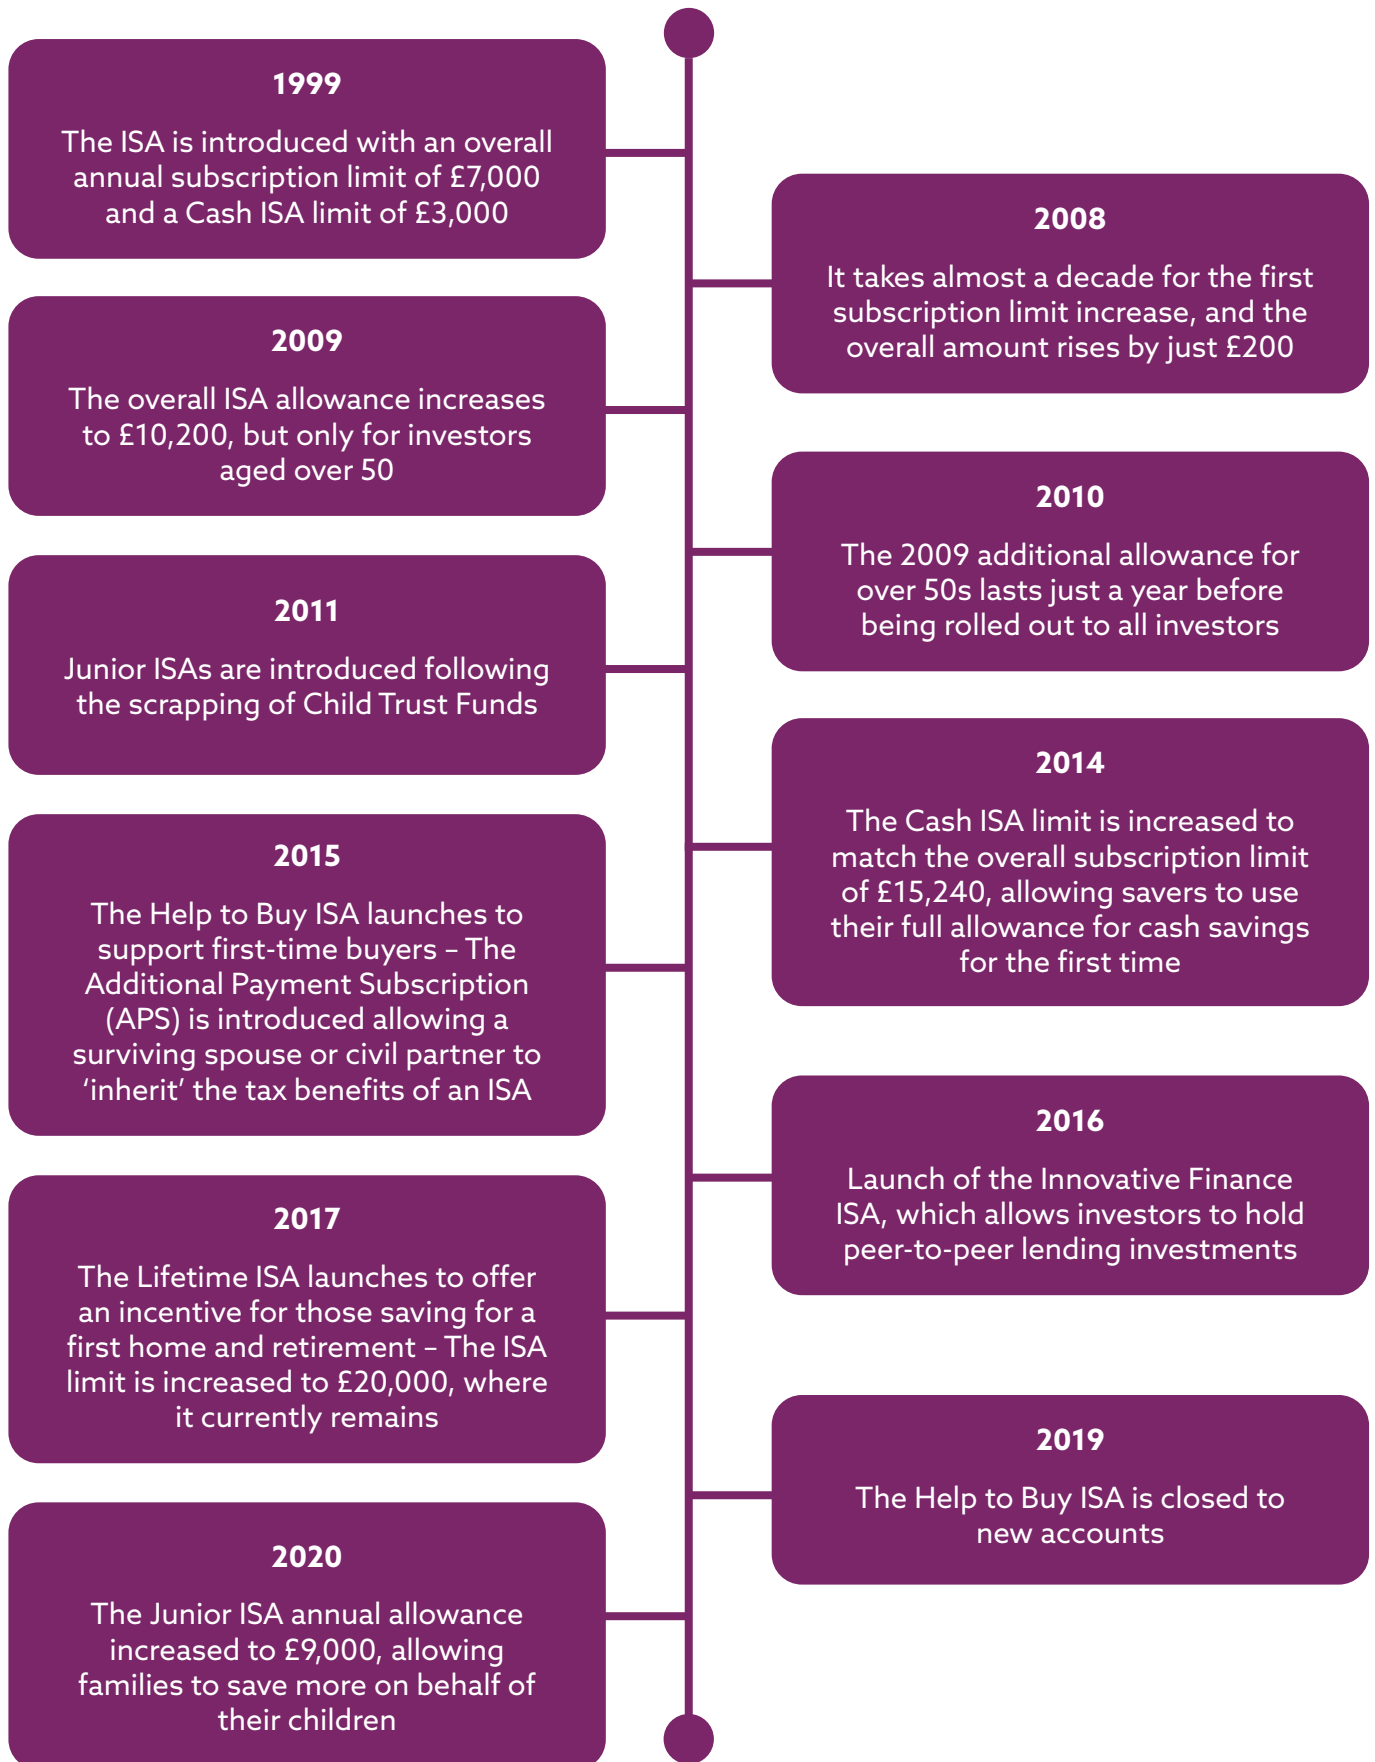 1999
The ISA is introduced with an overall
annual subscription limit of £7,000
and a Cash ISA limit of £3,000
2008
It takes almost a decade for the first
subscription limit increase, and the
overall amount rises by just £200
2009
The overall ISA allowance increases
to £10,200, but only for investors
aged over 50
2010
The 2009 additional allowance for
over 50s lasts just a year before
being rolled out to all investors
2011
Junior ISAs are introduced following
the scrapping of Child Trust Funds
2014
The Cash ISA limit is increased to
match the overall subscription limit
of £15,240, allowing savers to use
their full allowance for cash savings
for the first time
2015
The Help to Buy ISA launches to
support first-time buyers – The
Additional Payment Subscription
(APS) is introduced allowing a
surviving spouse or civil partner to
‘inherit’ the tax benefits of an ISA
2016
Launch of the Innovative Finance
ISA, which allows investors to hold
peer-to-peer lending investments
2017
The Lifetime ISA launches to offer
an incentive for those saving for a
first home and retirement – The ISA
limit is increased to £20,000, where
it currently remains
2019
The Help to Buy ISA is closed to
new accounts
2020
The Junior ISA annual allowance
increased to £9,000, allowing
families to save more on behalf of
their children